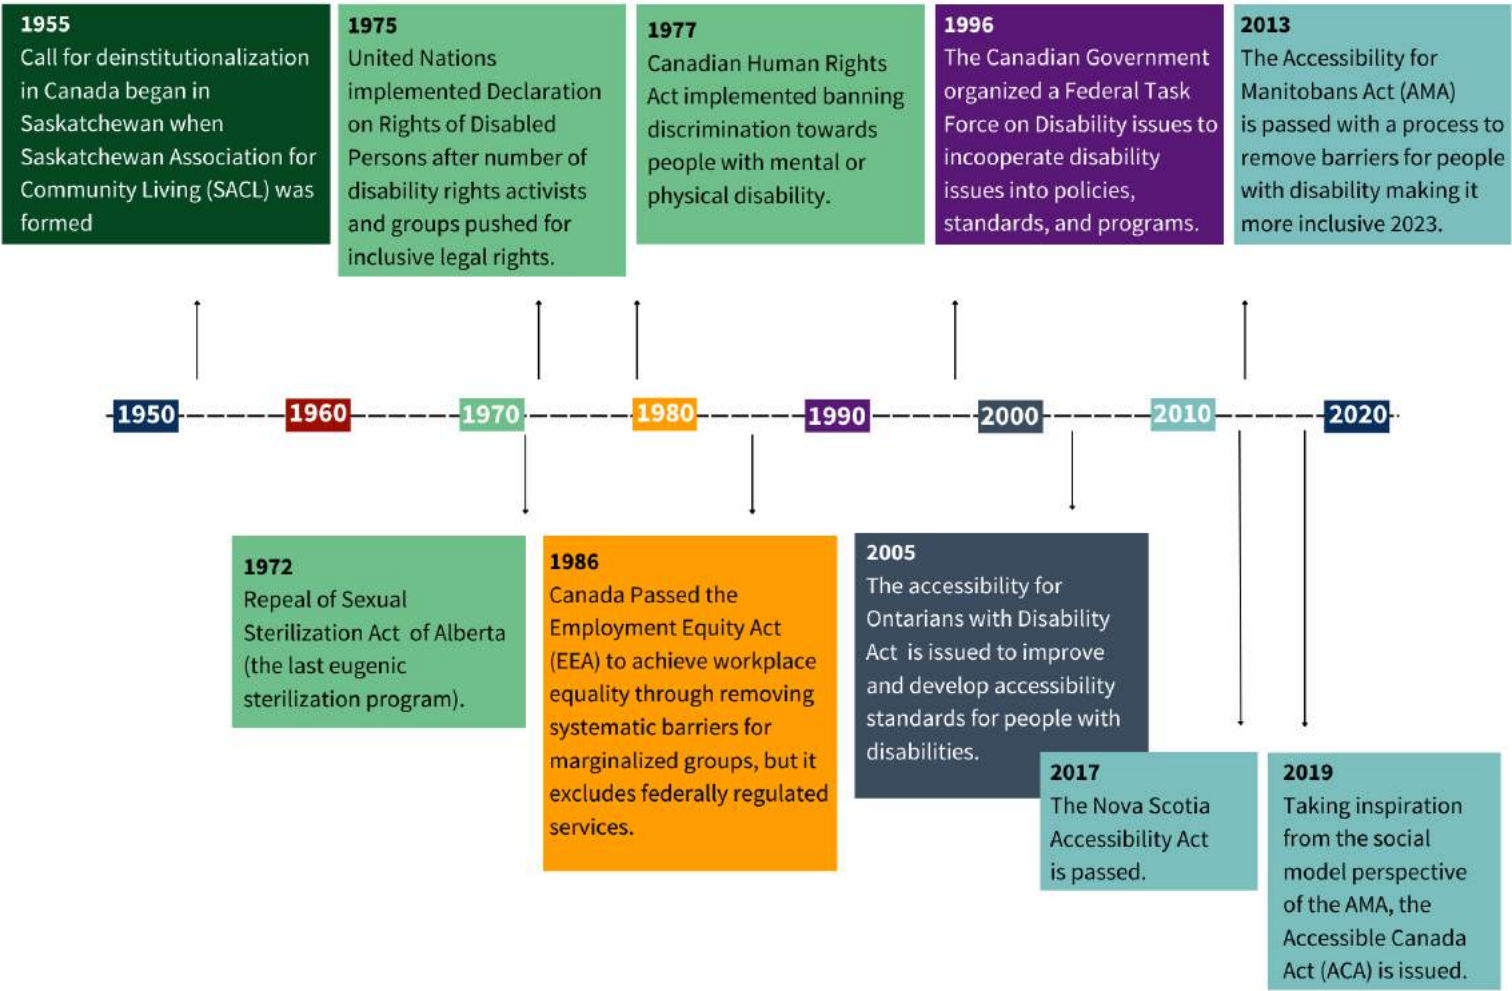 1955
Call for deinstitutionalization
in Canada began in
Saskatchewan when
Saskatchewan Association for
Community Living (SACL) was
formed
1975
United Nations
implemented Declaration
on Rights of Disabled
Persons after number of
disability rights activists
and groups pushed for
inclusive legal rights.
1977
Canadian Human Rights
Act implemented banning
discrimination towards
people with mental or
physical disability.
1996
The Canadian Government
organized a Federal Task
Force on Disability issues to
incooperate disability
issues into policies,
standards, and programs.
2013
The Accessibility for
Manitobans Act (AMA)
is passed with a process to
remove barriers for people
with disability making it
more inclusive 2023.
1950 1960 1970 1980 1990 2000 2010 2020
1972
Repeal of Sexual
Sterilization Act of Alberta
(the last eugenic
sterilization program).
1986
Canada Passed the
Employment Equity Act
(EEA) to achieve workplace
equality through removing
systematic barriers for
marginalized groups, but it
excludes federally regulated
services.
2005
The accessibility for
Ontarians with Disability
Act is issued to improve
and develop accessibility
standards for people with
disabilities.
2017
The Nova Scotia
Accessibility Act
is passed.
2019
Taking inspiration
from the social
model perspective
of the AMA, the
Accessible Canada
Act (ACA) is issued.